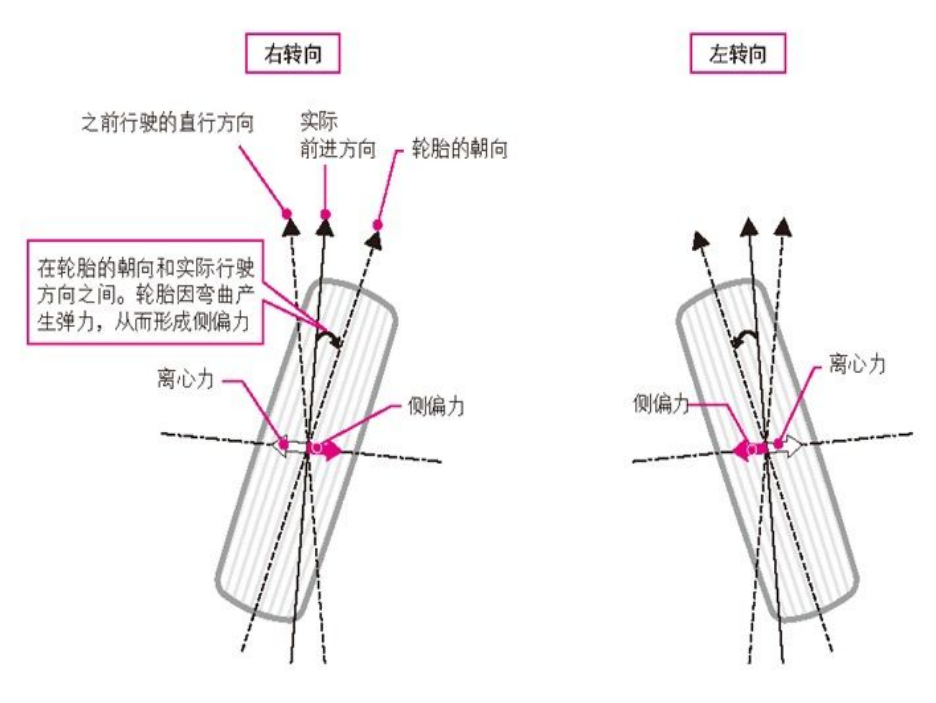 右转向
左转向
之前行驶的直行方向
实际
前进方向
轮胎的朝向
在轮胎的朝向和实际行驶
方向之间。轮胎因弯曲产
生弹力，从而形成侧偏力
离心力
侧偏力
侧偏力
离心力